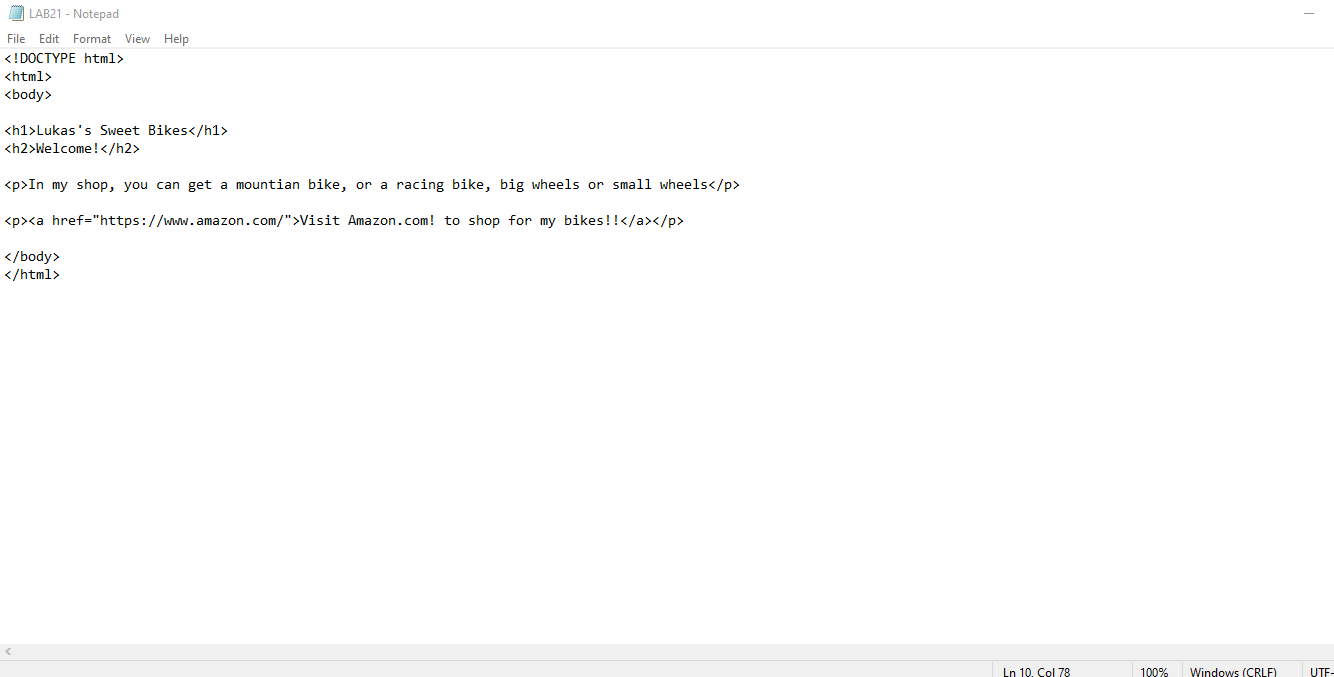 LAB21 - Notepad
File Edit Format View Help
<!DOCTYPE html>
<html>
<body>
<h1>Lukas's Sweet Bikes</h1>
<h2>Welcome!</h2>
<p>In my shop, you can get a mountian bike, or a racing bike, big wheels or small wheels</p>
<p><a href="https://www.amazon.com/">Visit Amazon.com! to shop for my bikes!!</a></p>
</body>
</html>
Ln 10, Col 78 100% Windows (CRLF) UTF-